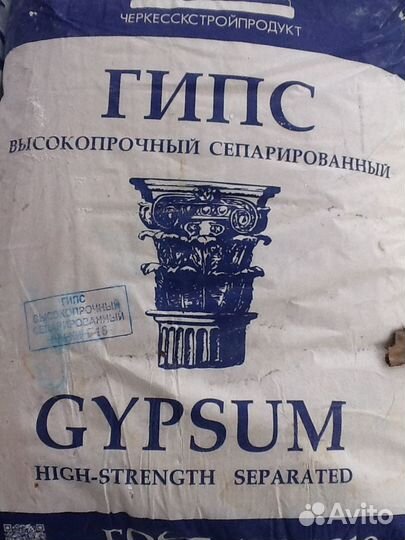 ЧЕРКЕССКСТРОЙПРОДУКТ
ГИПС
ВЫСОКОПРОЧНЫЙ СЕПАРИРОВАННЫЙ
ГИПС
ВЫСОКОПРОЧНЫЙ
СЕПАРИРОВАННЫЙ
GYPSUM
HIGH-STRENGTH SEPARATED
Avito